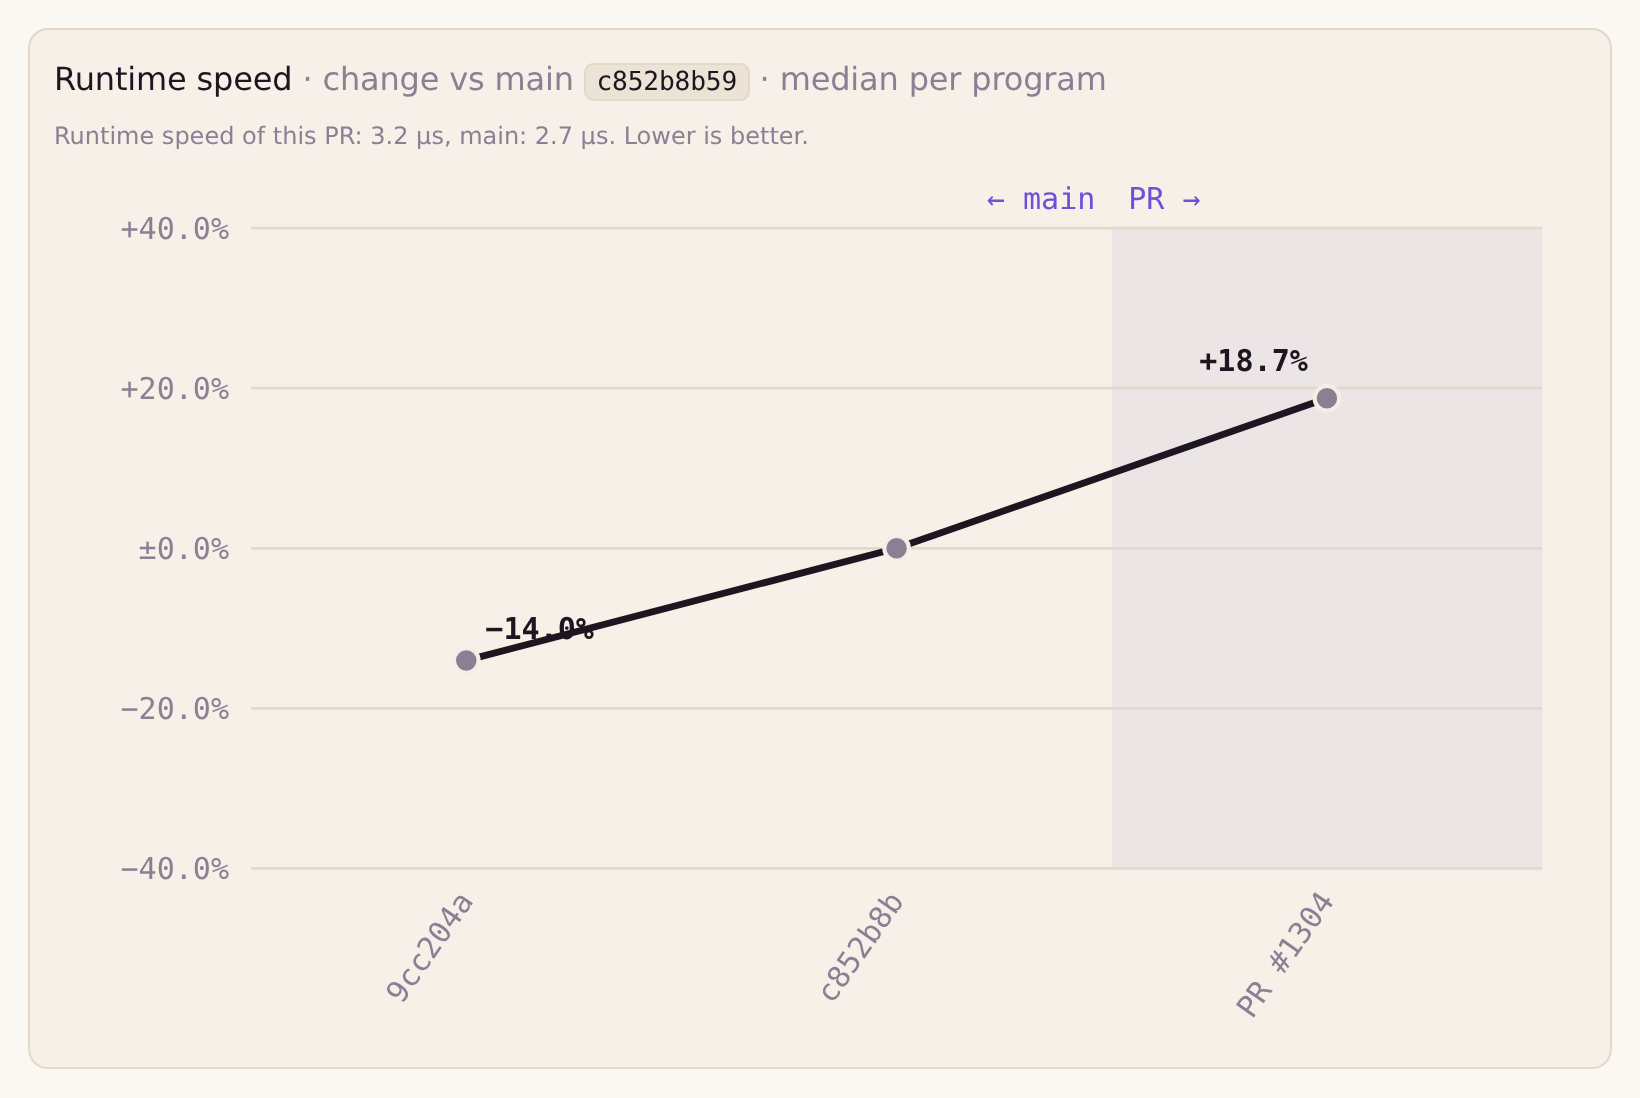 Runtime speed · change vs main c852b8b59 · median per program
Runtime speed of this PR: 3.2 µs, main: 2.7 µs. Lower is better.
← main PR →
+40.0%
+18.7%
+20.0%
±0.0%
−14.0%
−20.0%
−40.0%
9cc204a
c852b8b
PR #1304